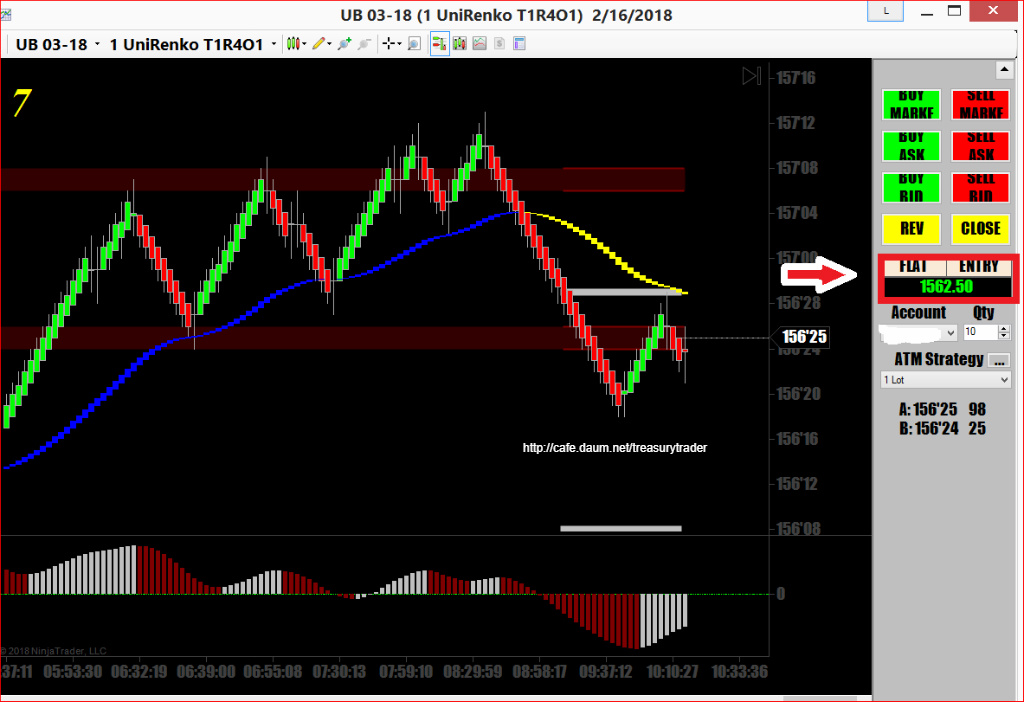 UB 03-18 (1 UniRenko T1R4O1) 2/16/2018
L
UB 03-18 1 UniRenko T1R4O1
7
157'16
157'12
157'08
157'04
157'00
156'28
156'25
156'24
156'20
156'16
156'12
156'08
0
http://cafe.daum.net/treasurytrader
© 2018 NinjaTrader, LLC
37:11 05:53:30 06:32:19 06:39:00 06:55:08 07:30:13 07:59:10 08:29:59 08:58:17 09:37:12 10:10:27 10:33:36
BUY MARKE
SELL MARKE
BUY ASK
SELL ASK
BUY BID
SELL BID
REV CLOSE
FLAT ENTRY
1562.50
Account Qty
10
ATM Strategy ...
1 Lot
A: 156'25 98
B: 156'24 25